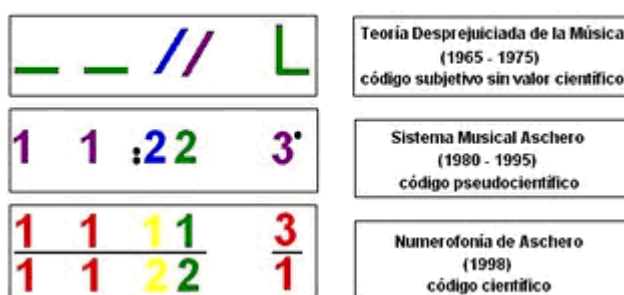 Teoría Desprejuiciada de la Música
(1965 - 1975)
código subjetivo sin valor científico
1 1 :2 2 3•
Sistema Musical Aschero
(1980 - 1995)
código pseudocientífico
1 1 1 1 3
1 1 2 2 1
Numerofonía de Aschero
(1998)
código científico